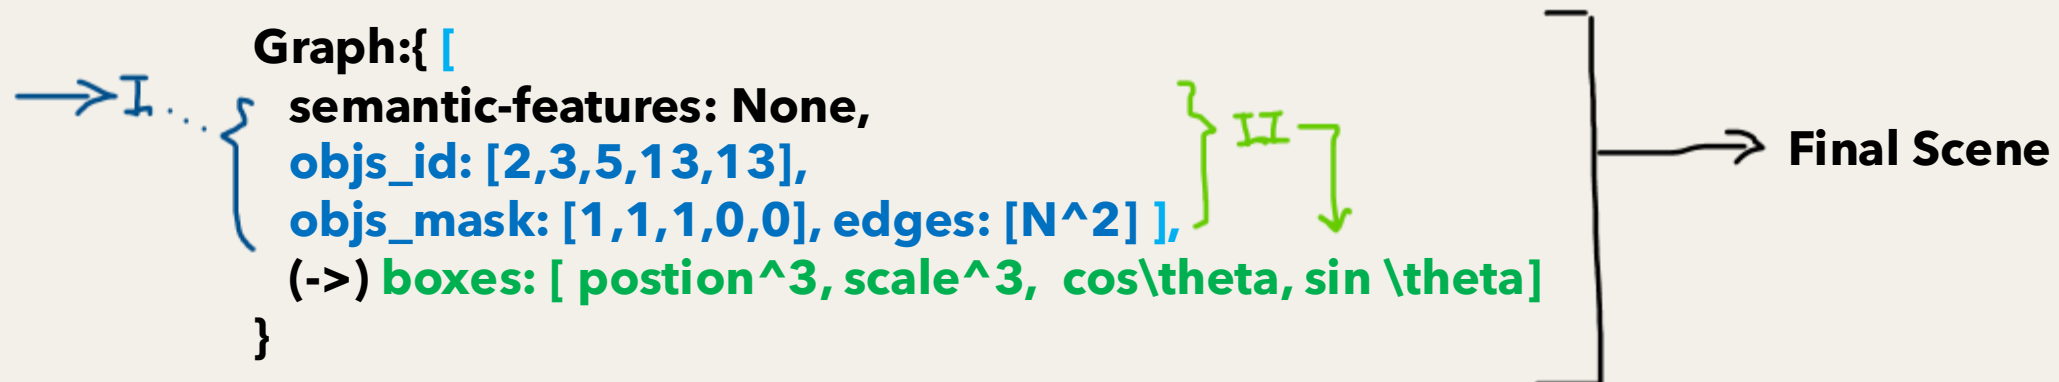 Graph:{ [
I semantic-features: None, II
objs_id: [2,3,5,13,13],
objs_mask: [1,1,1,0,0], edges: [N^2] ],
(->) boxes: [ postion^3, scale^3, cos\theta, sin \theta]
}
Final Scene